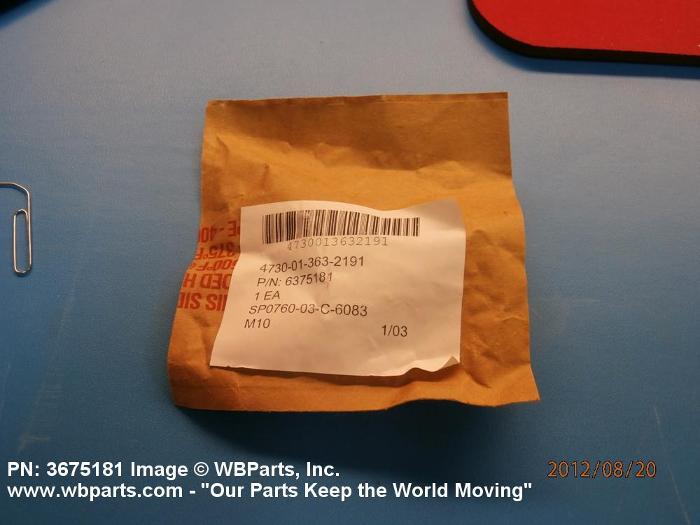 4730013632191
4730-01-363-2191
P/N: 6375181
1 EA
SP0760-03-C-6083
M10
1/03
PN: 3675181 Image © WBParts, Inc.
www.wbparts.com - "Our Parts Keep the World Moving"
2012/08/20